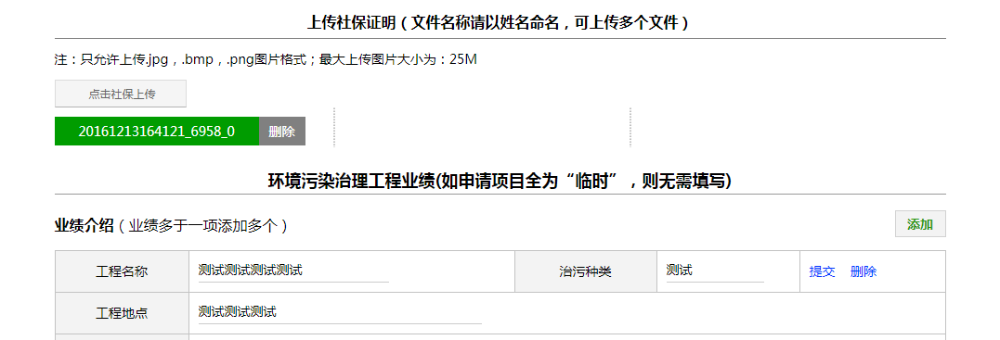 上传社保证明（文件名称请以姓名命名，可上传多个文件）
注：只允许上传.jpg，.bmp，.png图片格式；最大上传图片大小为：25M
点击社保上传
20161213164121_6958_0 删除
环境污染治理工程业绩(如申请项目全为“临时”，则无需填写)
业绩介绍（业绩多于一项添加多个） 添加
工程名称 测试测试测试测试 治污种类 测试 提交 删除
工程地点 测试测试测试